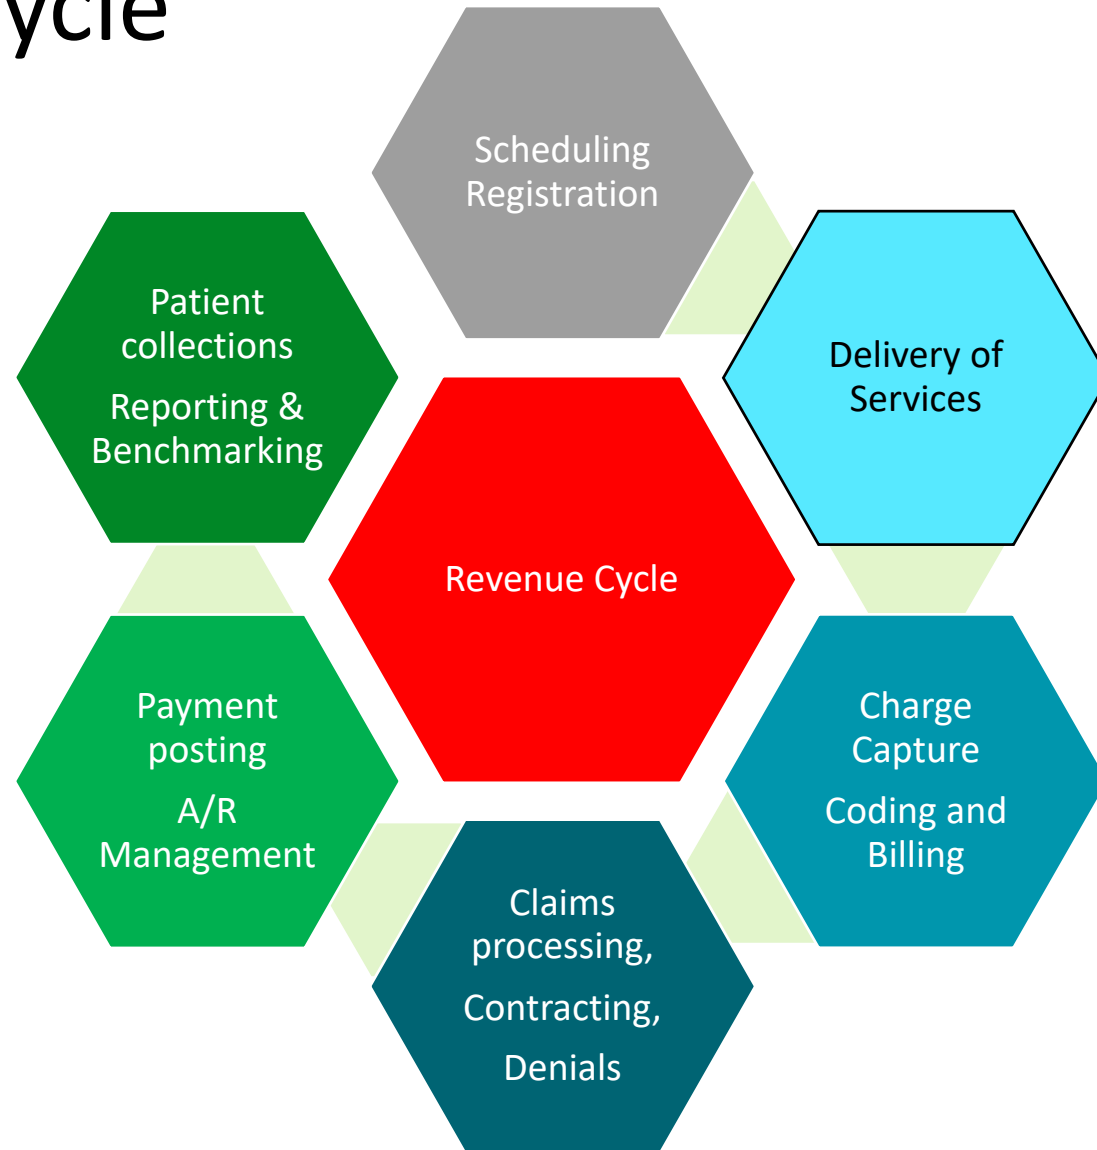 ycle
Scheduling
Registration
Delivery of
Services
Charge
Capture
Coding and
Billing
Claims
processing,
Contracting,
Denials
Payment
posting
A/R
Management
Patient
collections
Reporting &
Benchmarking
Revenue Cycle